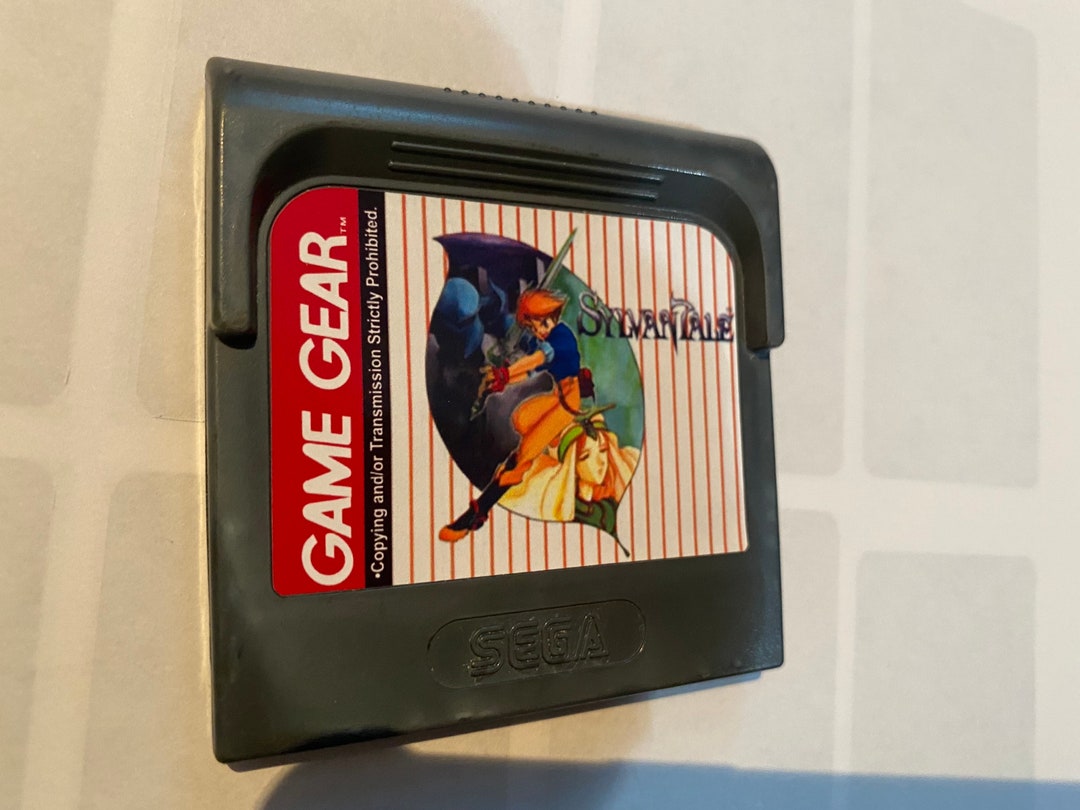 GAME GEAR™
•Copying and/or Transmission Strictly Prohibited.
SYLVAN TALE
SEGA